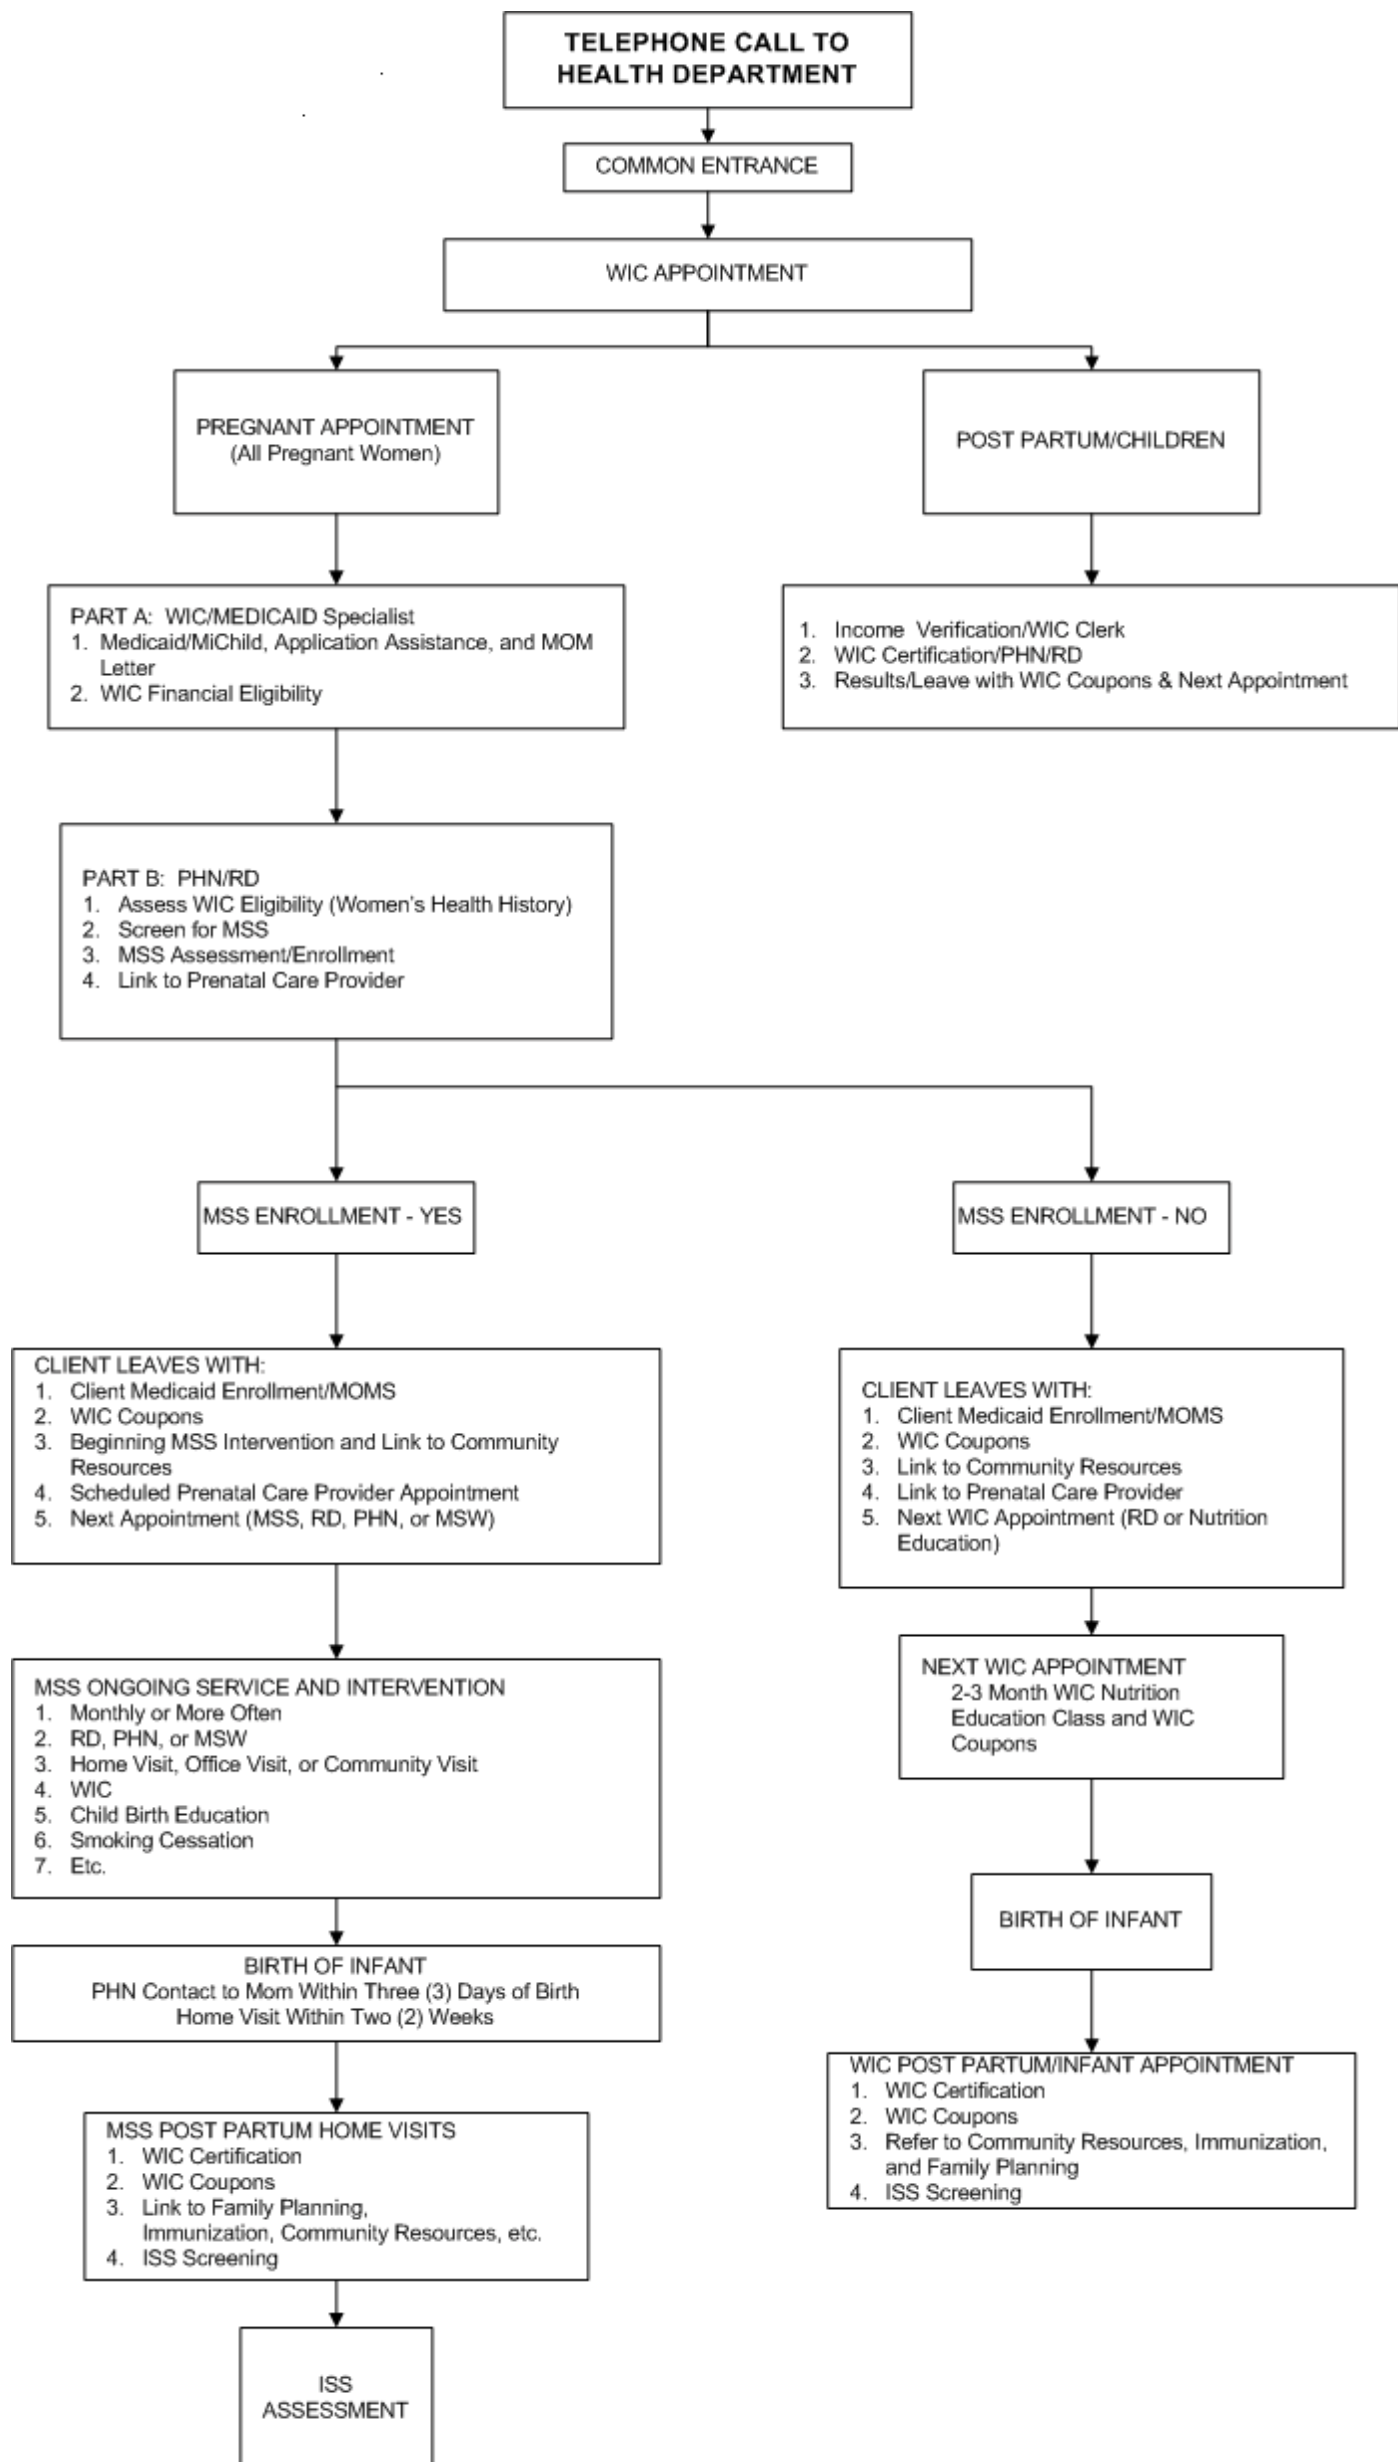 TELEPHONE CALL TO
HEALTH DEPARTMENT
COMMON ENTRANCE
WIC APPOINTMENT
PREGNANT APPOINTMENT
(All Pregnant Women)
POST PARTUM/CHILDREN
PART A: WIC/MEDICAID Specialist
1. Medicaid/MiChild, Application Assistance, and MOM
Letter
2. WIC Financial Eligibility
1. Income Verification/WIC Clerk
2. WIC Certification/PHN/RD
3. Results/Leave with WIC Coupons & Next Appointment
PART B: PHN/RD
1. Assess WIC Eligibility (Women's Health History)
2. Screen for MSS
3. MSS Assessment/Enrollment
4. Link to Prenatal Care Provider
MSS ENROLLMENT - YES
MSS ENROLLMENT - NO
CLIENT LEAVES WITH:
1. Client Medicaid Enrollment/MOMS
2. WIC Coupons
3. Beginning MSS Intervention and Link to Community
Resources
4. Scheduled Prenatal Care Provider Appointment
5. Next Appointment (MSS, RD, PHN, or MSW)
CLIENT LEAVES WITH:
1. Client Medicaid Enrollment/MOMS
2. WIC Coupons
3. Link to Community Resources
4. Link to Prenatal Care Provider
5. Next WIC Appointment (RD or Nutrition
Education)
MSS ONGOING SERVICE AND INTERVENTION
1. Monthly or More Often
2. RD, PHN, or MSW
3. Home Visit, Office Visit, or Community Visit
4. WIC
5. Child Birth Education
6. Smoking Cessation
7. Etc.
NEXT WIC APPOINTMENT
2-3 Month WIC Nutrition
Education Class and WIC
Coupons
BIRTH OF INFANT
BIRTH OF INFANT
PHN Contact to Mom Within Three (3) Days of Birth
Home Visit Within Two (2) Weeks
WIC POST PARTUM/INFANT APPOINTMENT
1. WIC Certification
2. WIC Coupons
3. Refer to Community Resources, Immunization,
and Family Planning
4. ISS Screening
MSS POST PARTUM HOME VISITS
1. WIC Certification
2. WIC Coupons
3. Link to Family Planning,
Immunization, Community Resources, etc.
4. ISS Screening
ISS
ASSESSMENT